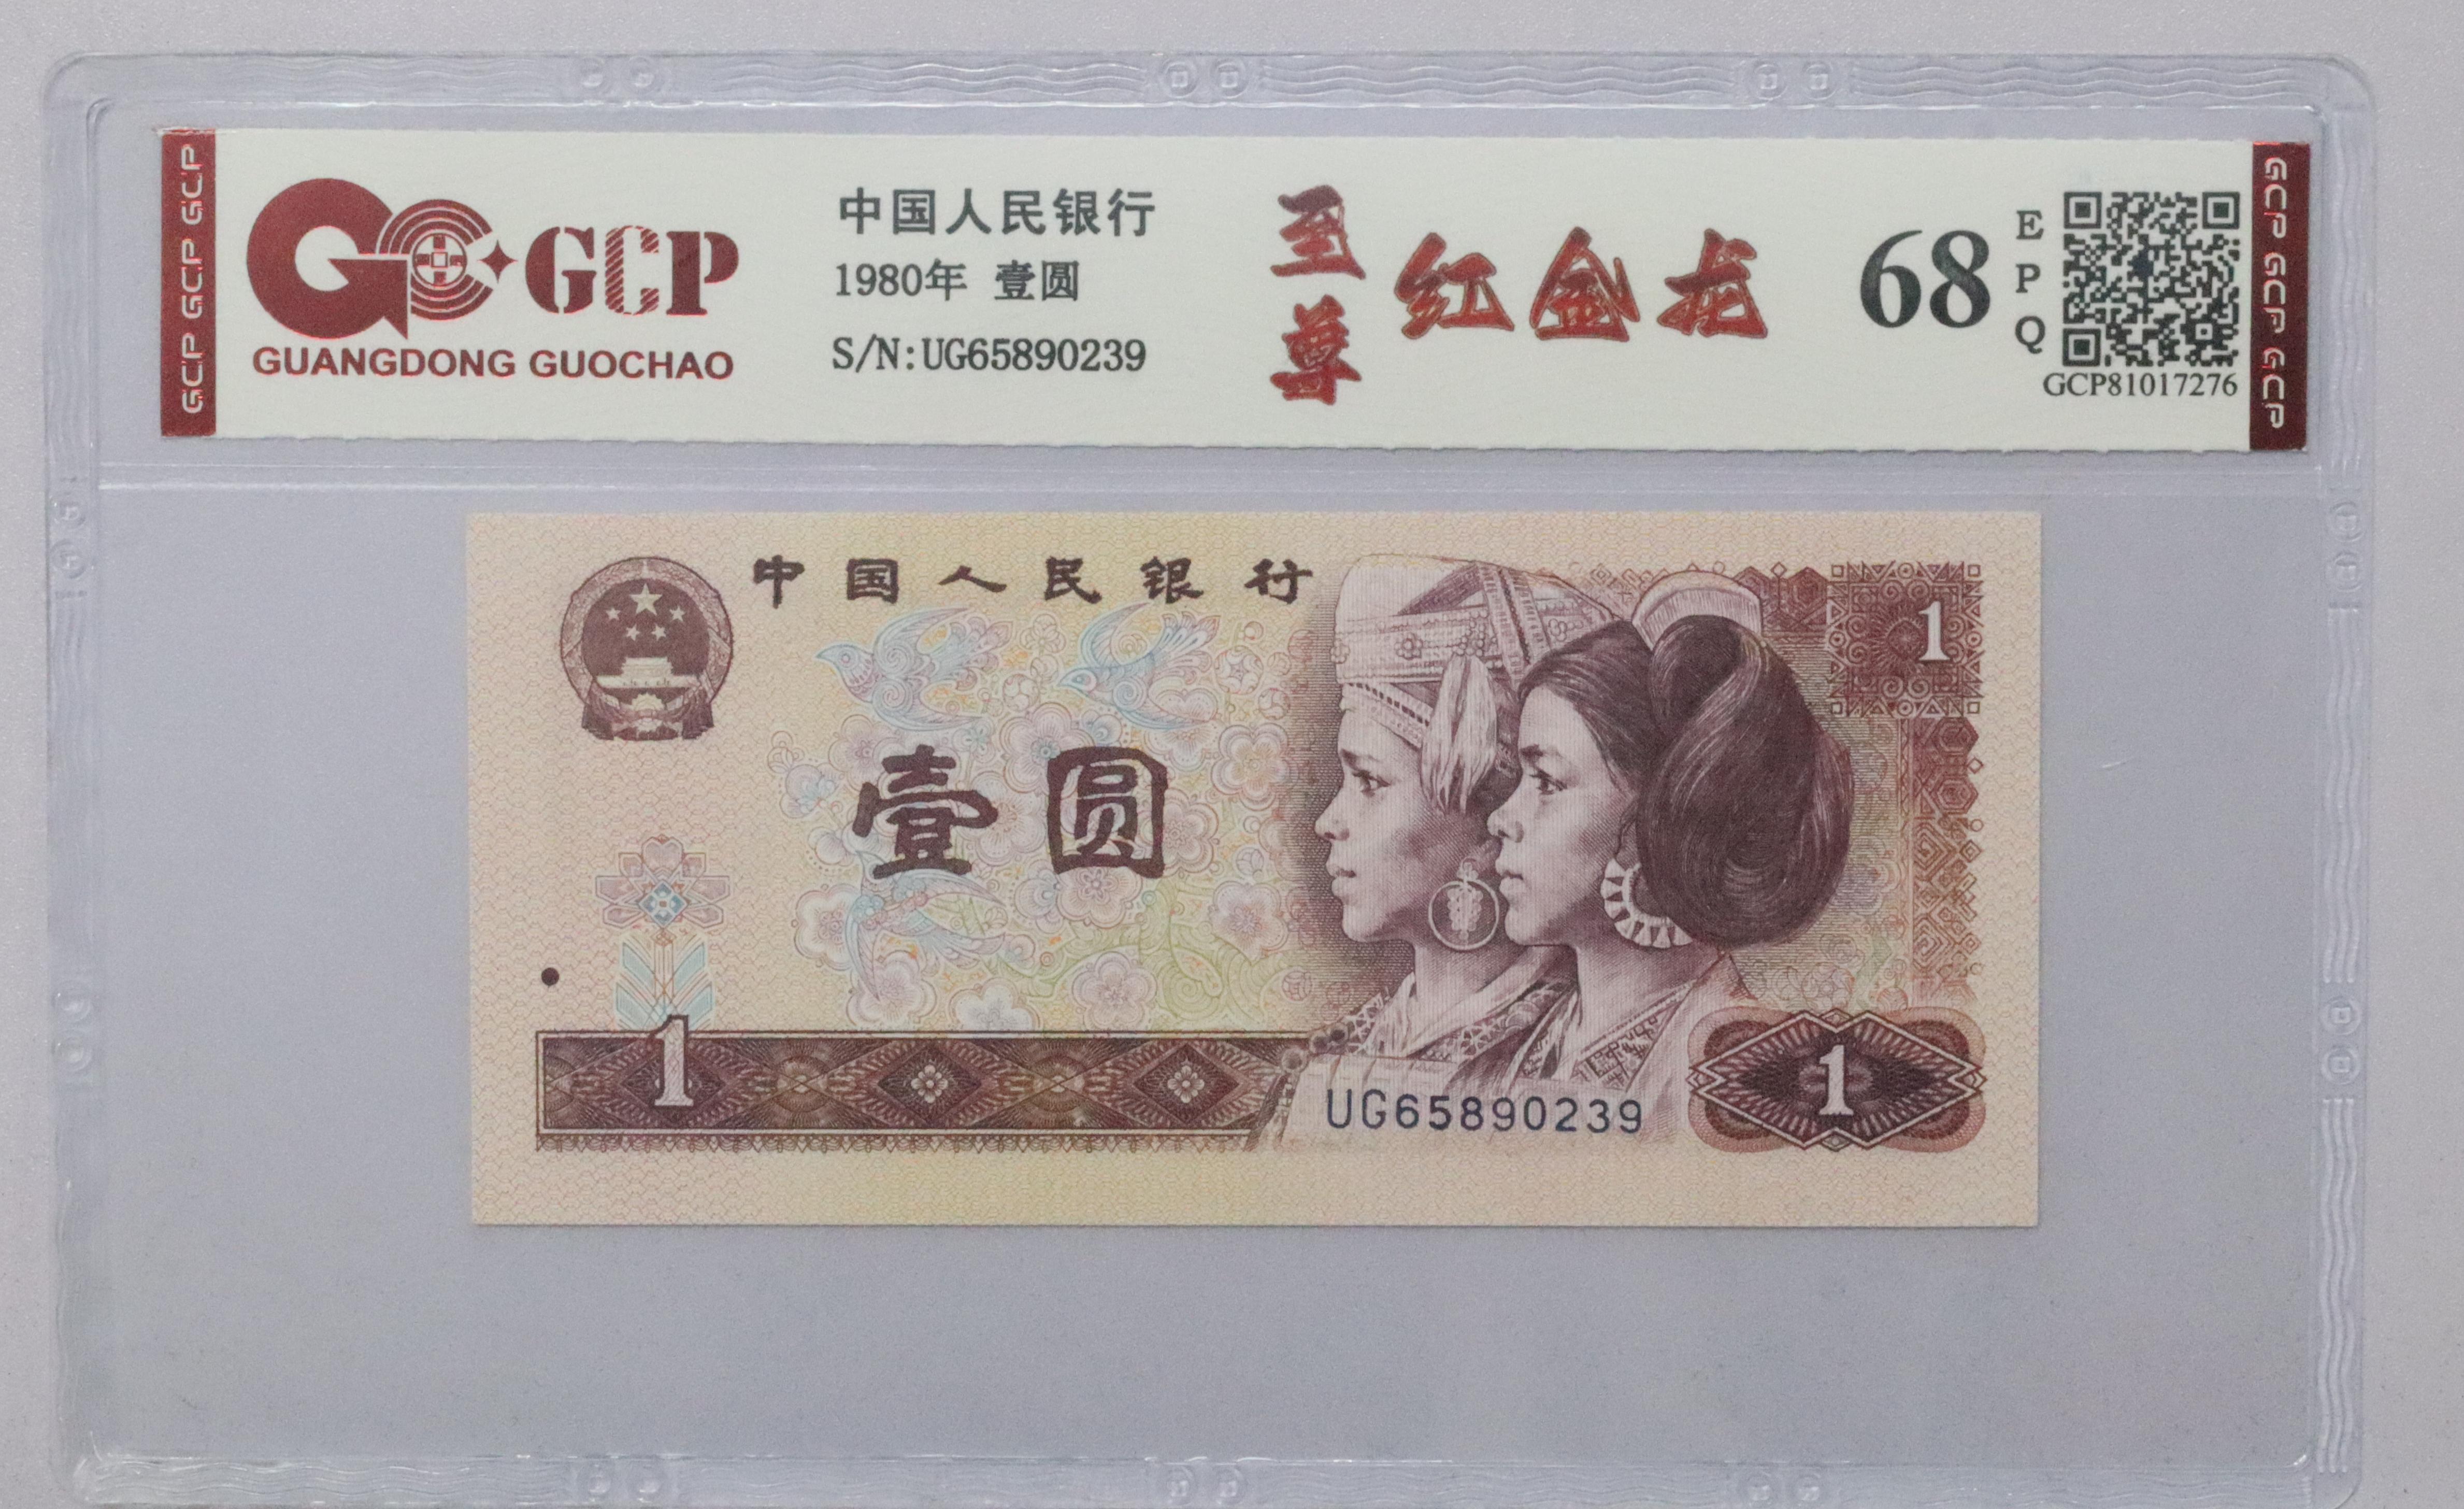 GCP GCP GCP
GCP
GUANGDONG GUOCHAO
中国人民银行
1980年 壹圆
S/N:UG65890239
至尊
红金龙
68
EPQ
GCP81017276
GCP GCP GCP
中国人民银行
1
壹圆
1
UG65890239
1